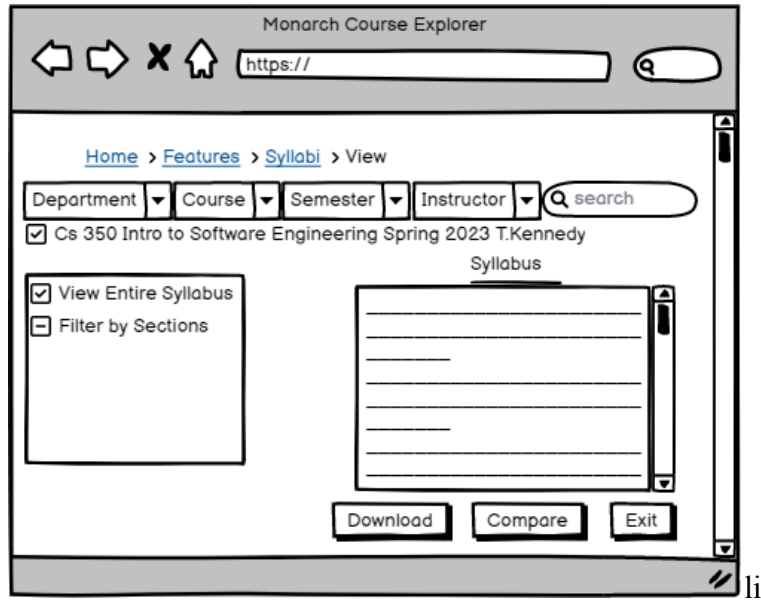 Monarch Course Explorer
https://
Home > Features > Syllabi > View
Department Course Semester Instructor search
Cs 350 Intro to Software Engineering Spring 2023 T.Kennedy
Syllabus
View Entire Syllabus
Filter by Sections
Download Compare Exit
li